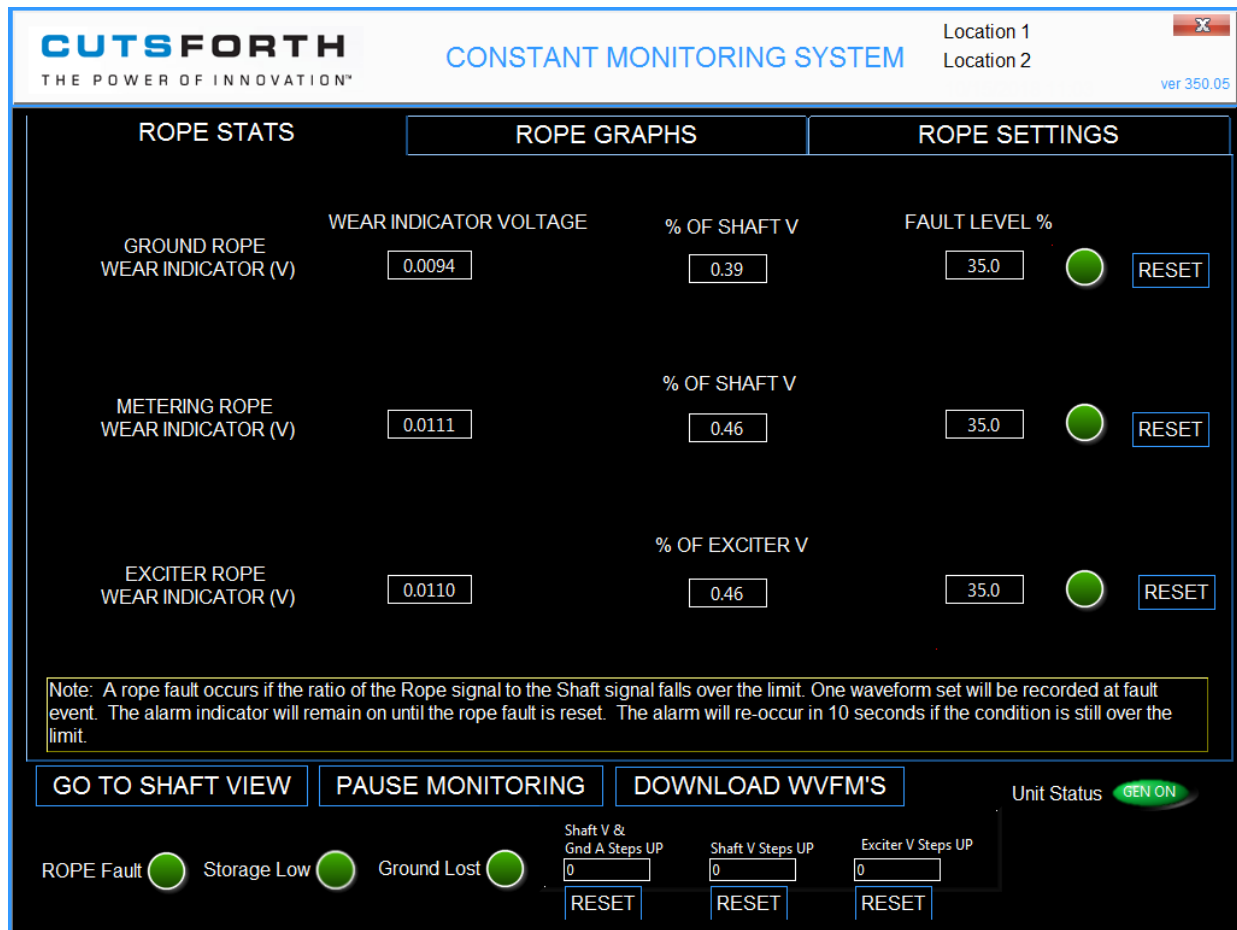 CUTSFORTH
THE POWER OF INNOVATION™
CONSTANT MONITORING SYSTEM
Location 1
Location 2
X
ver 350.05
ROPE STATS
ROPE GRAPHS
ROPE SETTINGS
WEAR INDICATOR VOLTAGE
% OF SHAFT V
FAULT LEVEL %
GROUND ROPE
WEAR INDICATOR (V)
0.0094
0.39
35.0
RESET
% OF SHAFT V
METERING ROPE
WEAR INDICATOR (V)
0.0111
0.46
35.0
RESET
% OF EXCITER V
EXCITER ROPE
WEAR INDICATOR (V)
0.0110
0.46
35.0
RESET
Note:  A rope fault occurs if the ratio of the Rope signal to the Shaft signal falls over the limit.  One waveform set will be recorded at fault
event.  The alarm indicator will remain on until the rope fault is reset.  The alarm will re-occur in 10 seconds if the condition is still over the
limit.
GO TO SHAFT VIEW
PAUSE MONITORING
DOWNLOAD WVFM'S
Unit Status
GEN ON
ROPE Fault
Storage Low
Ground Lost
Shaft V &
Gnd A Steps UP
0
RESET
Shaft V Steps UP
0
RESET
Exciter V Steps UP
0
RESET